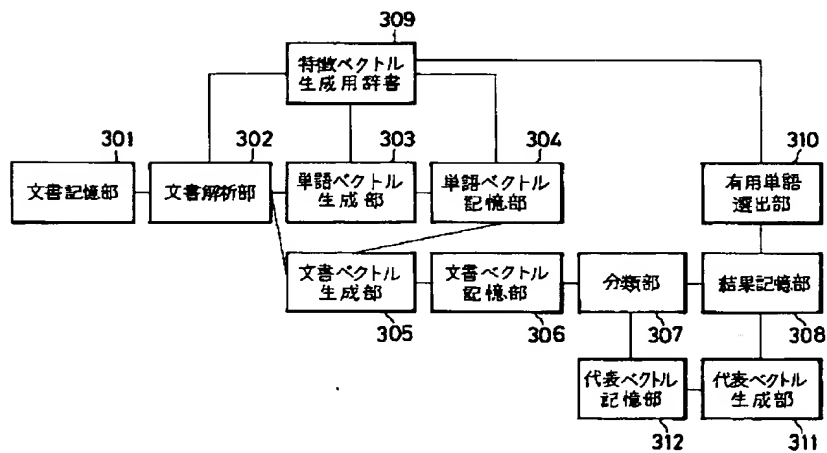 309
特徴ベクトル
生成用辞書
301
302
303
304
310
文書記憶部
文書解析部
単語ベクトル
生成部
単語ベクトル
記憶部
有用単語
選出部
文書ベクトル
生成部
文書ベクトル
記憶部
分類部
結果記憶部
305
306
307
308
代表ベクトル
記憶部
代表ベクトル
生成部
312
311